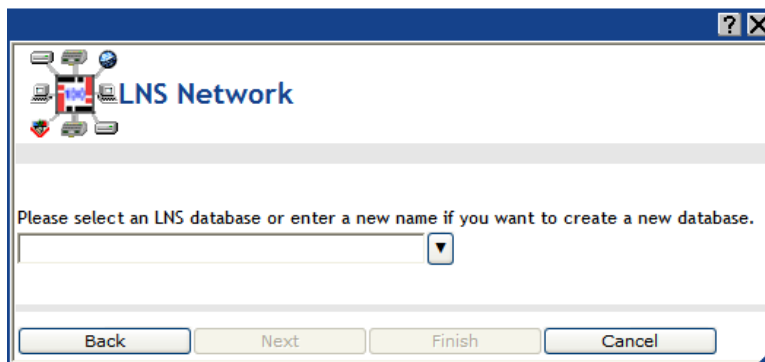 ?
LNS Network
Please select an LNS database or enter a new name if you want to create a new database.
Back Next Finish Cancel